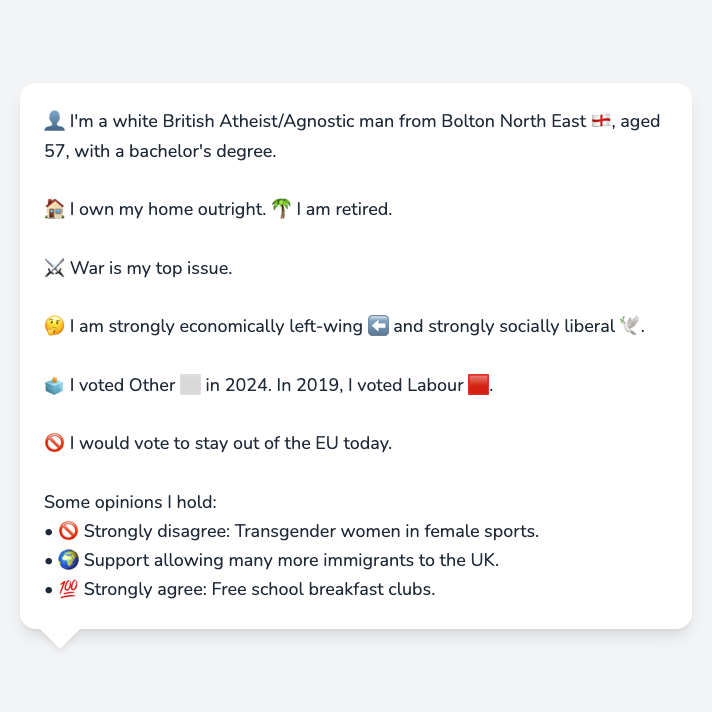 👤 I'm a white British Atheist/Agnostic man from Bolton North East 🏴󠁧󠁢󠁥󠁮󠁧󠁿, aged
57, with a bachelor's degree.
🏠 I own my home outright. 🌴 I am retired.
⚔️ War is my top issue.
🤔 I am strongly economically left-wing ⬅️ and strongly socially liberal 🕊️.
🗳️ I voted Other ⬜ in 2024. In 2019, I voted Labour 🟥.
🚫 I would vote to stay out of the EU today.
Some opinions I hold:
• 🚫 Strongly disagree: Transgender women in female sports.
• 🌍 Support allowing many more immigrants to the UK.
• 💯 Strongly agree: Free school breakfast clubs.